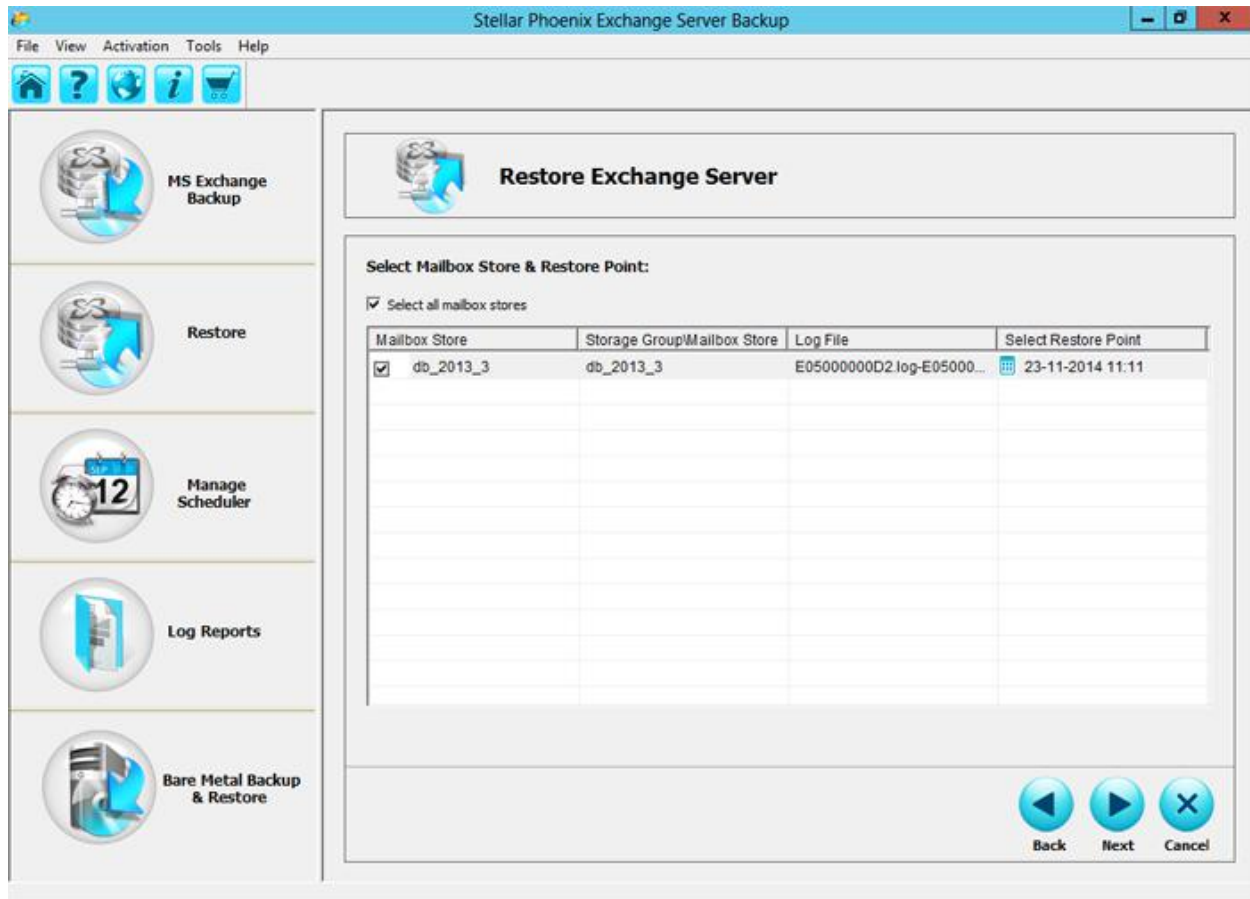 Stellar Phoenix Exchange Server Backup
File View Activation Tools Help
MS Exchange
Backup
Restore
SEP
12
Manage
Scheduler
Log Reports
Bare Metal Backup
& Restore
Restore Exchange Server
Select Mailbox Store & Restore Point:
Select all mailbox stores
Mailbox Store Storage Group\Mailbox Store Log File Select Restore Point
db_2013_3 db_2013_3 E05000000D2.log-E05000... 23-11-2014 11:11
Back Next Cancel